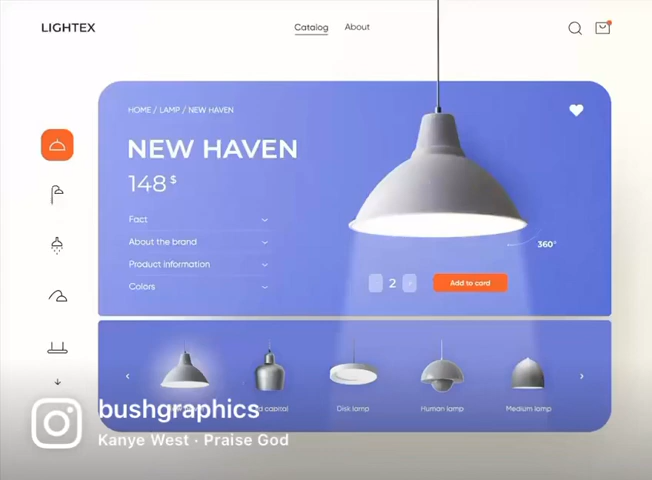 LIGHTEX
Catalog
About
HOME / LAMP / NEW HAVEN
NEW HAVEN
148 $
Fact
About the brand
Product information
Colors
360°
2
Add to card
capital
Disk lamp
Human lamp
Medium lamp
bushgraphics
Kanye West · Praise God